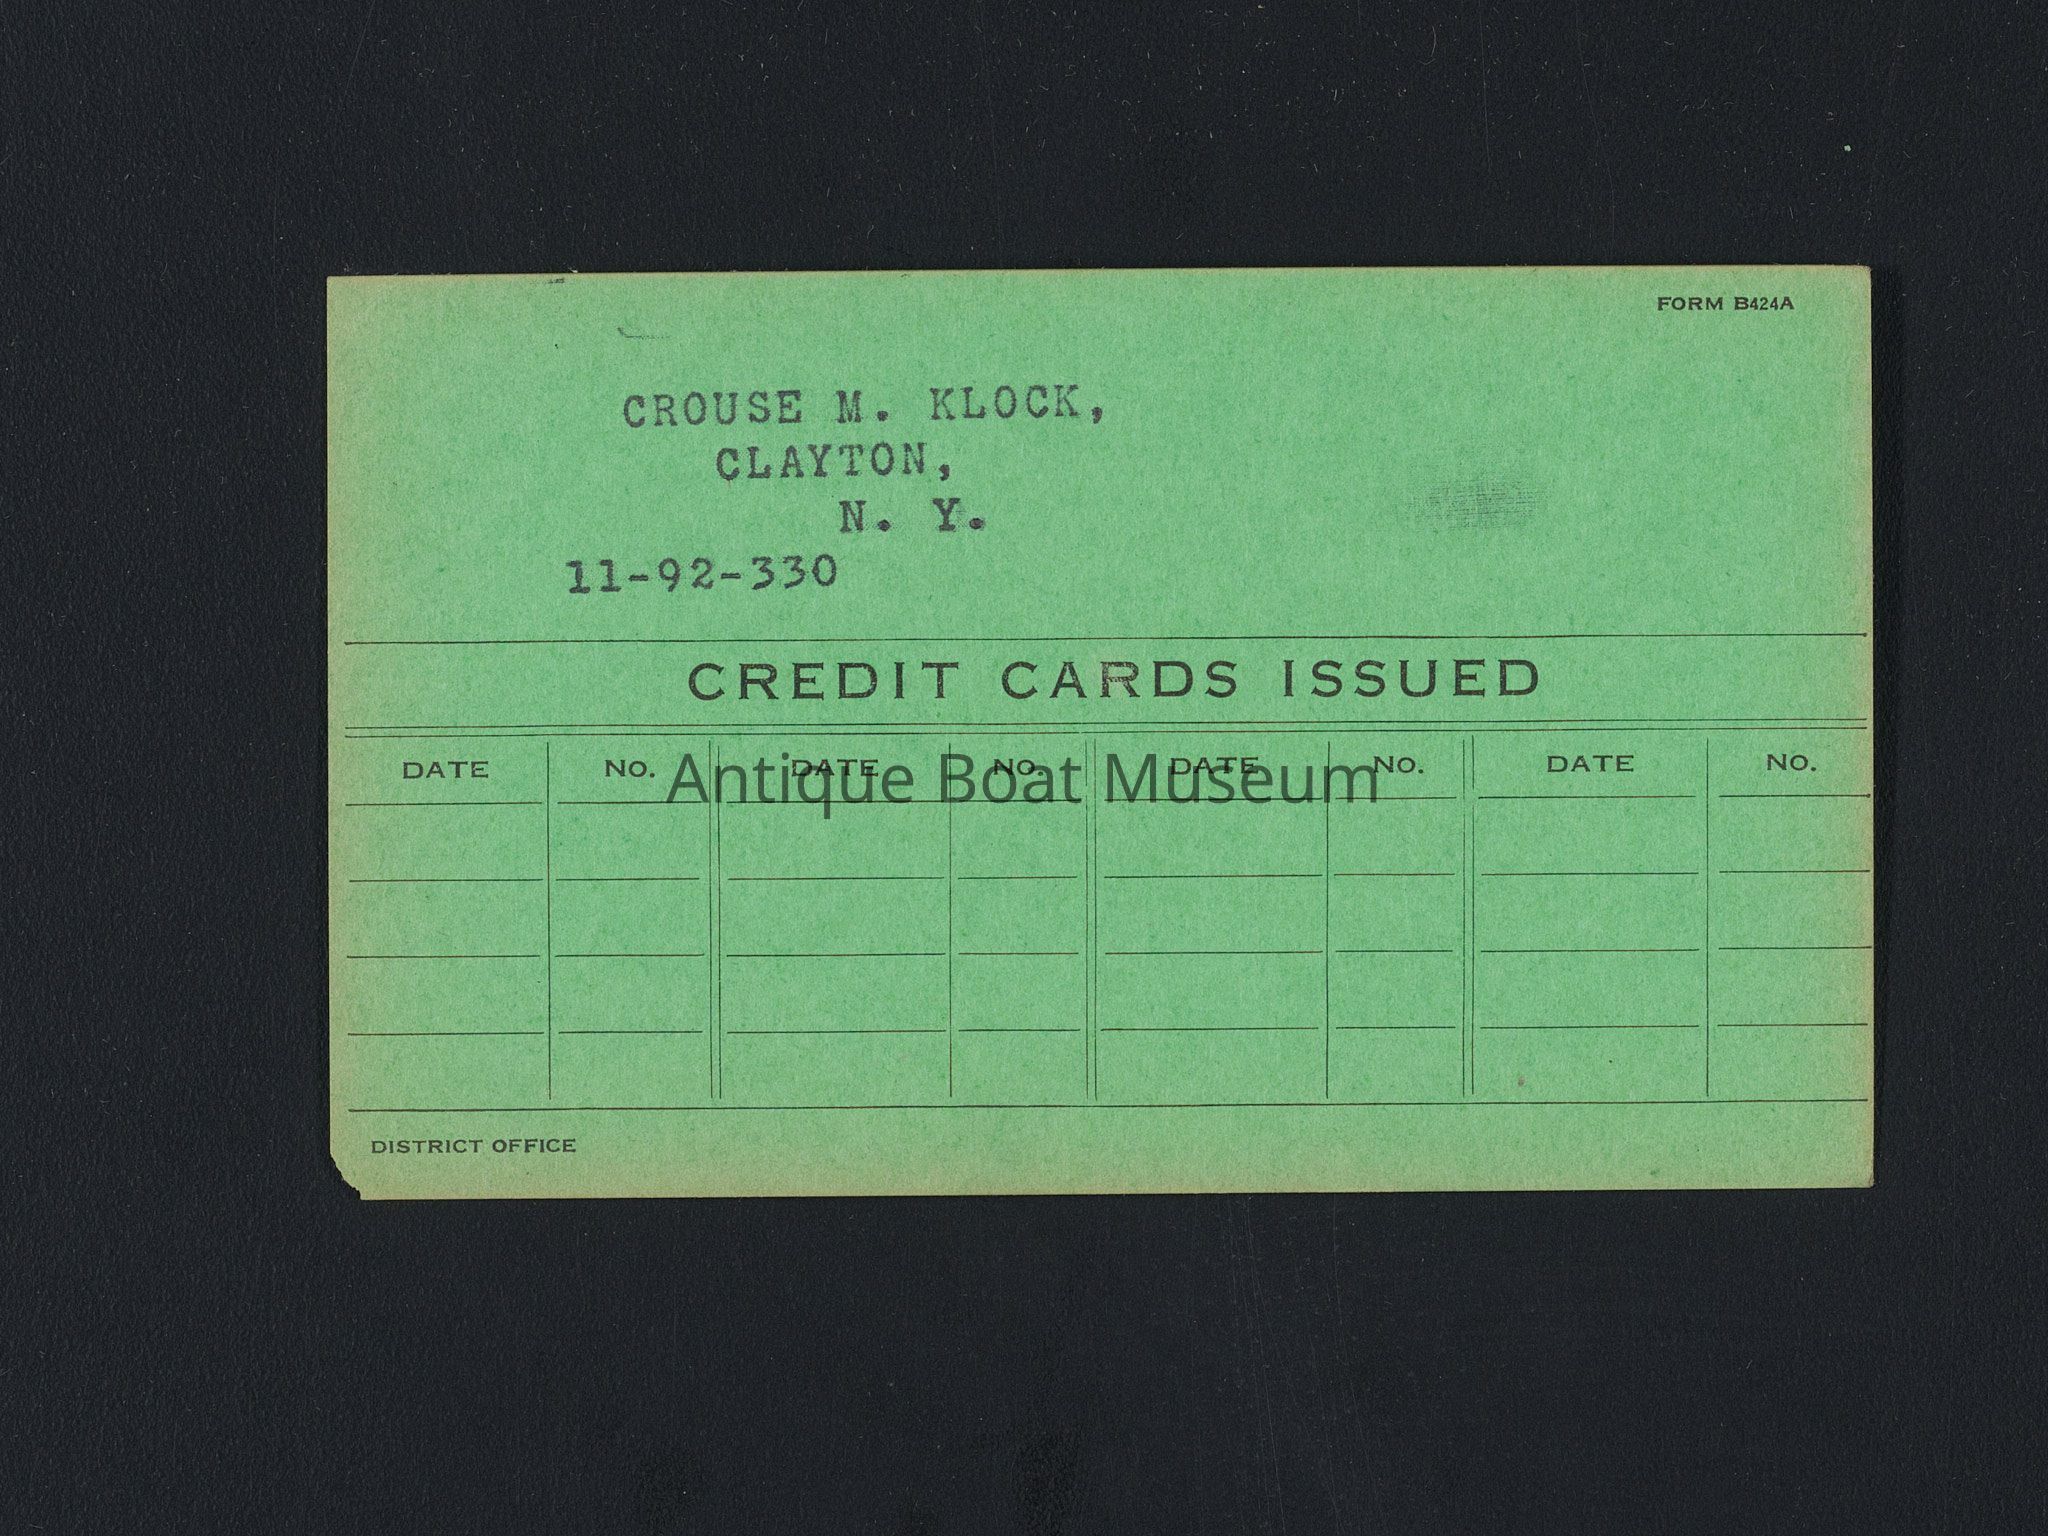 FORM B424A
CROUSE M. KLOCK,
CLAYTON,
N. Y.
11-92-330
CREDIT CARDS ISSUED
DATE NO. DATE NO. DATE NO. DATE NO.
Antique Boat Museum
DISTRICT OFFICE